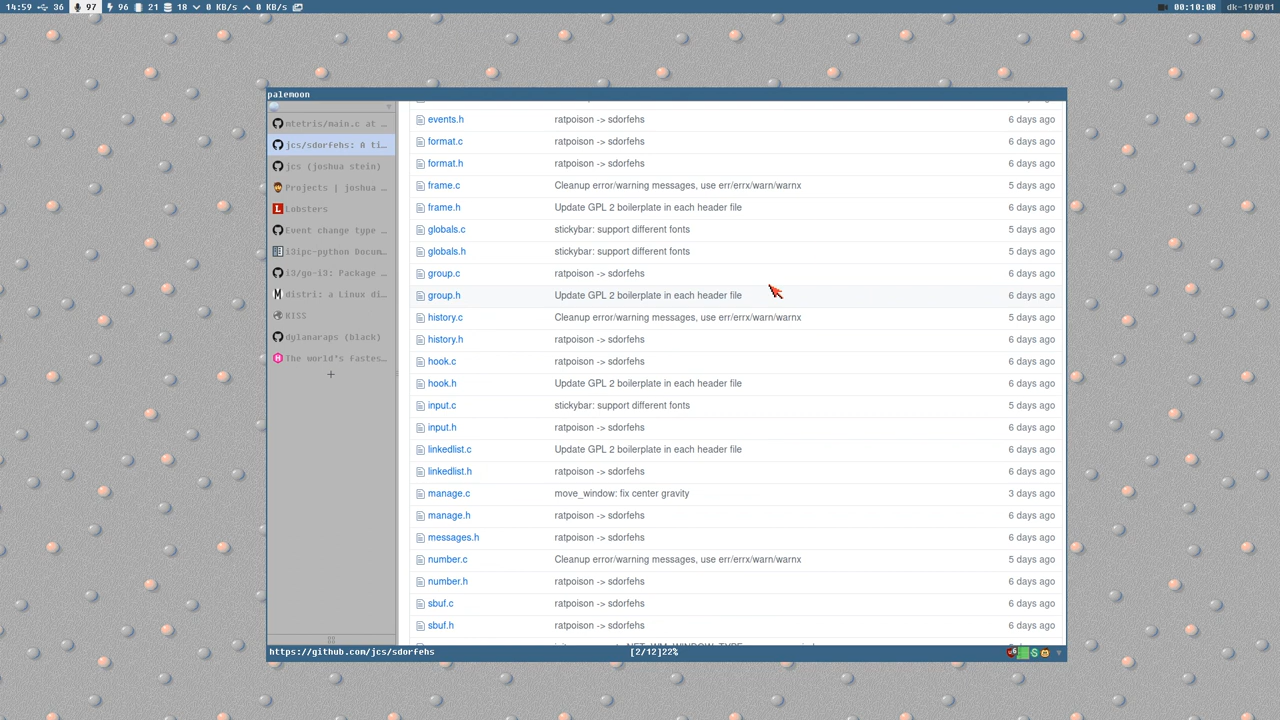 14:59 36 97 96 21 18 0 KB/s 0 KB/s 00:10:08 dk-190901
palemoon
ntetris/main.c at …
jcs/sdorfehs: A ti…
jcs (joshua stein)
Projects | joshua …
Lobsters
Event change type …
i3ipc-python Docum…
i3/go-i3: Package …
distri: a Linux di…
KISS
dylanaraps (black)
The world's fastes…
events.h ratpoison -> sdorfehs 6 days ago
format.c ratpoison -> sdorfehs 6 days ago
format.h ratpoison -> sdorfehs 6 days ago
frame.c Cleanup error/warning messages, use err/errx/warn/warnx 5 days ago
frame.h Update GPL 2 boilerplate in each header file 6 days ago
globals.c stickybar: support different fonts 5 days ago
globals.h stickybar: support different fonts 5 days ago
group.c ratpoison -> sdorfehs 6 days ago
group.h Update GPL 2 boilerplate in each header file 6 days ago
history.c Cleanup error/warning messages, use err/errx/warn/warnx 5 days ago
history.h ratpoison -> sdorfehs 6 days ago
hook.c ratpoison -> sdorfehs 6 days ago
hook.h Update GPL 2 boilerplate in each header file 6 days ago
input.c stickybar: support different fonts 5 days ago
input.h ratpoison -> sdorfehs 6 days ago
linkedlist.c Update GPL 2 boilerplate in each header file 6 days ago
linkedlist.h ratpoison -> sdorfehs 6 days ago
manage.c move_window: fix center gravity 3 days ago
manage.h ratpoison -> sdorfehs 6 days ago
messages.h ratpoison -> sdorfehs 6 days ago
number.c Cleanup error/warning messages, use err/errx/warn/warnx 5 days ago
number.h ratpoison -> sdorfehs 6 days ago
sbuf.c ratpoison -> sdorfehs 6 days ago
sbuf.h ratpoison -> sdorfehs 6 days ago
https://github.com/jcs/sdorfehs [2/12]22%